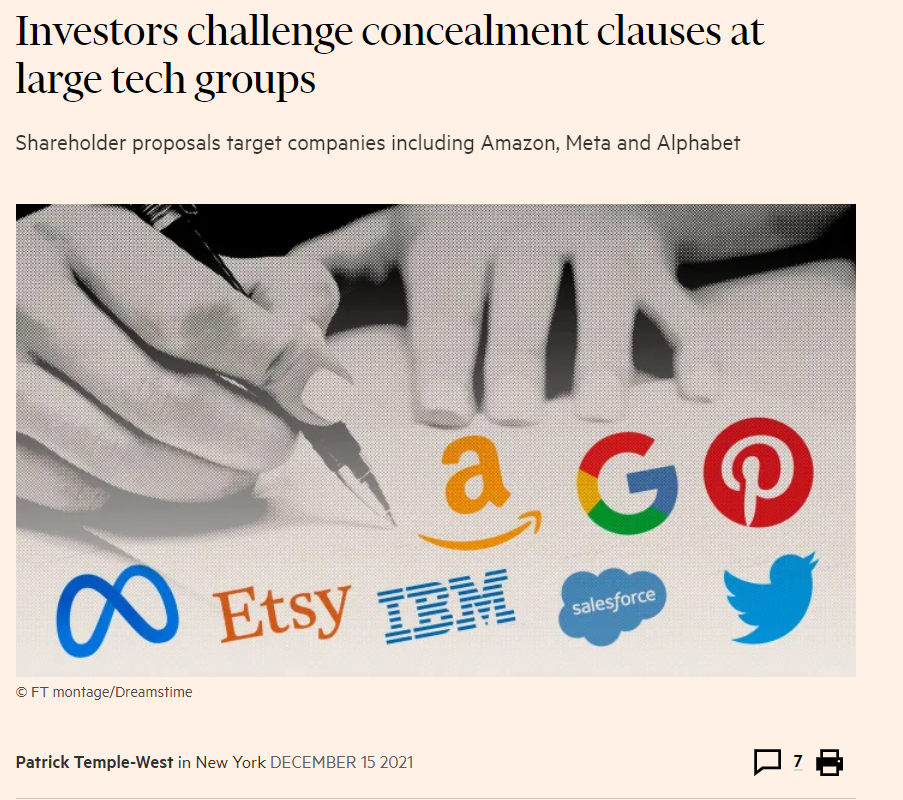 Investors challenge concealment clauses at
large tech groups
Shareholder proposals target companies including Amazon, Meta and Alphabet
a
G
P
Etsy
IBM
salesforce
© FT montage/Dreamstime
Patrick Temple-West in New York DECEMBER 15 2021
7